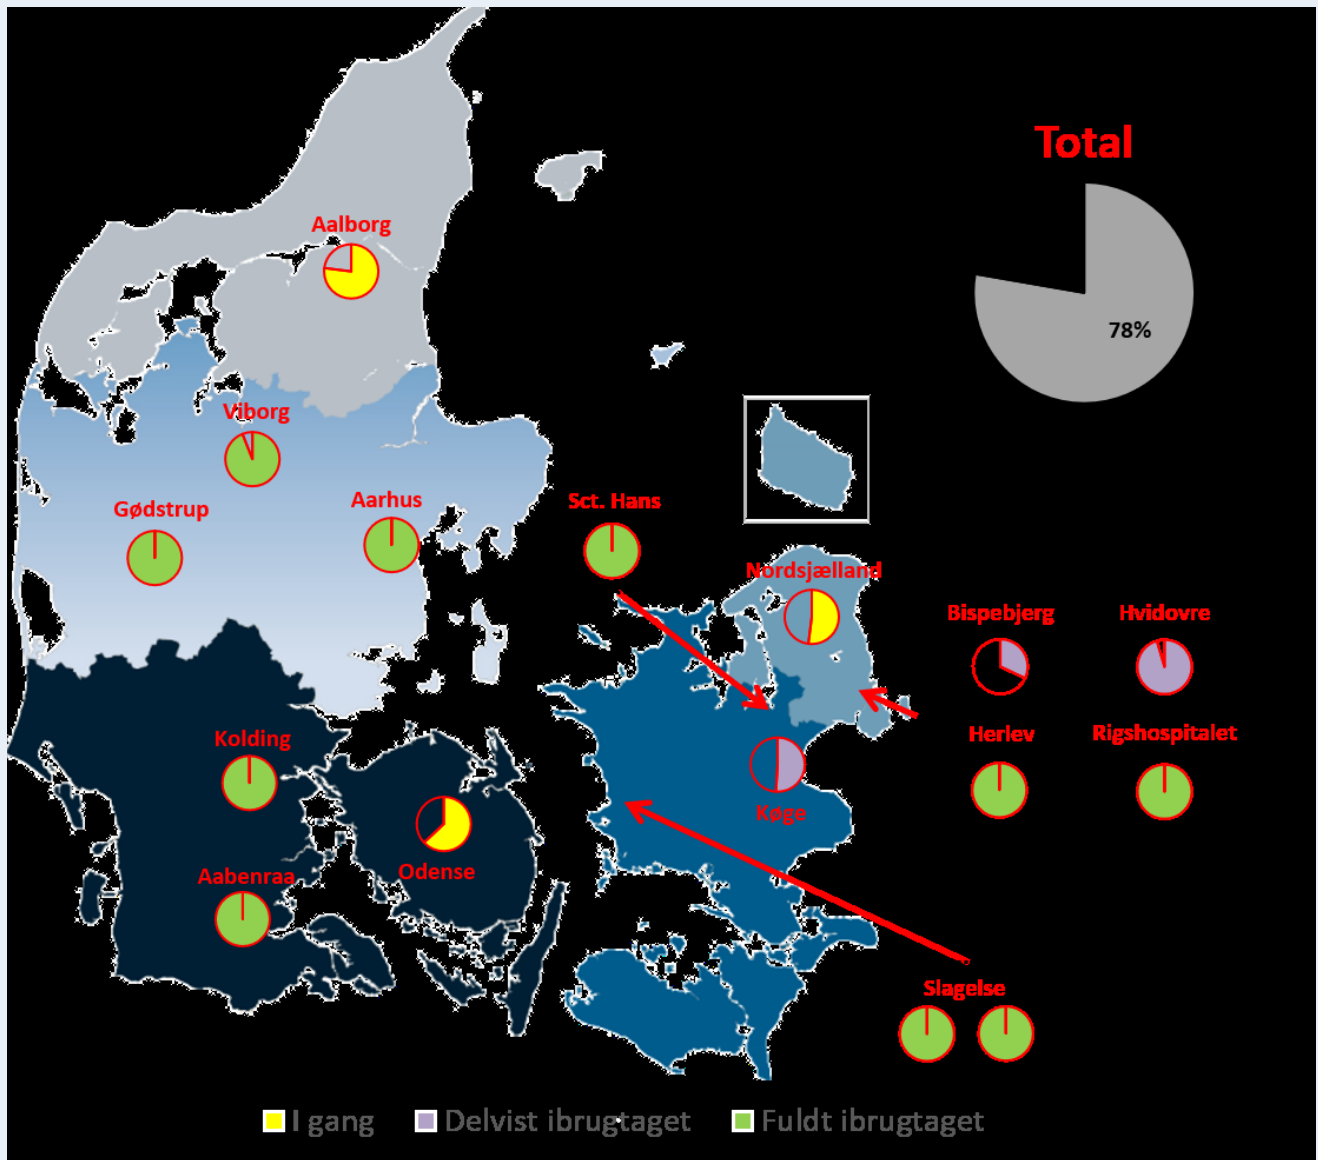 Total
78%
Aalborg
Viborg
Gødstrup
Aarhus
Sct. Hans
Nordsjælland
Bispebjerg
Hvidovre
Herlev
Rigshospitalet
Kolding
Køge
Odense
Aabenraa
Slagelse
I gang
Delvist ibrugtaget
Fuldt ibrugtaget